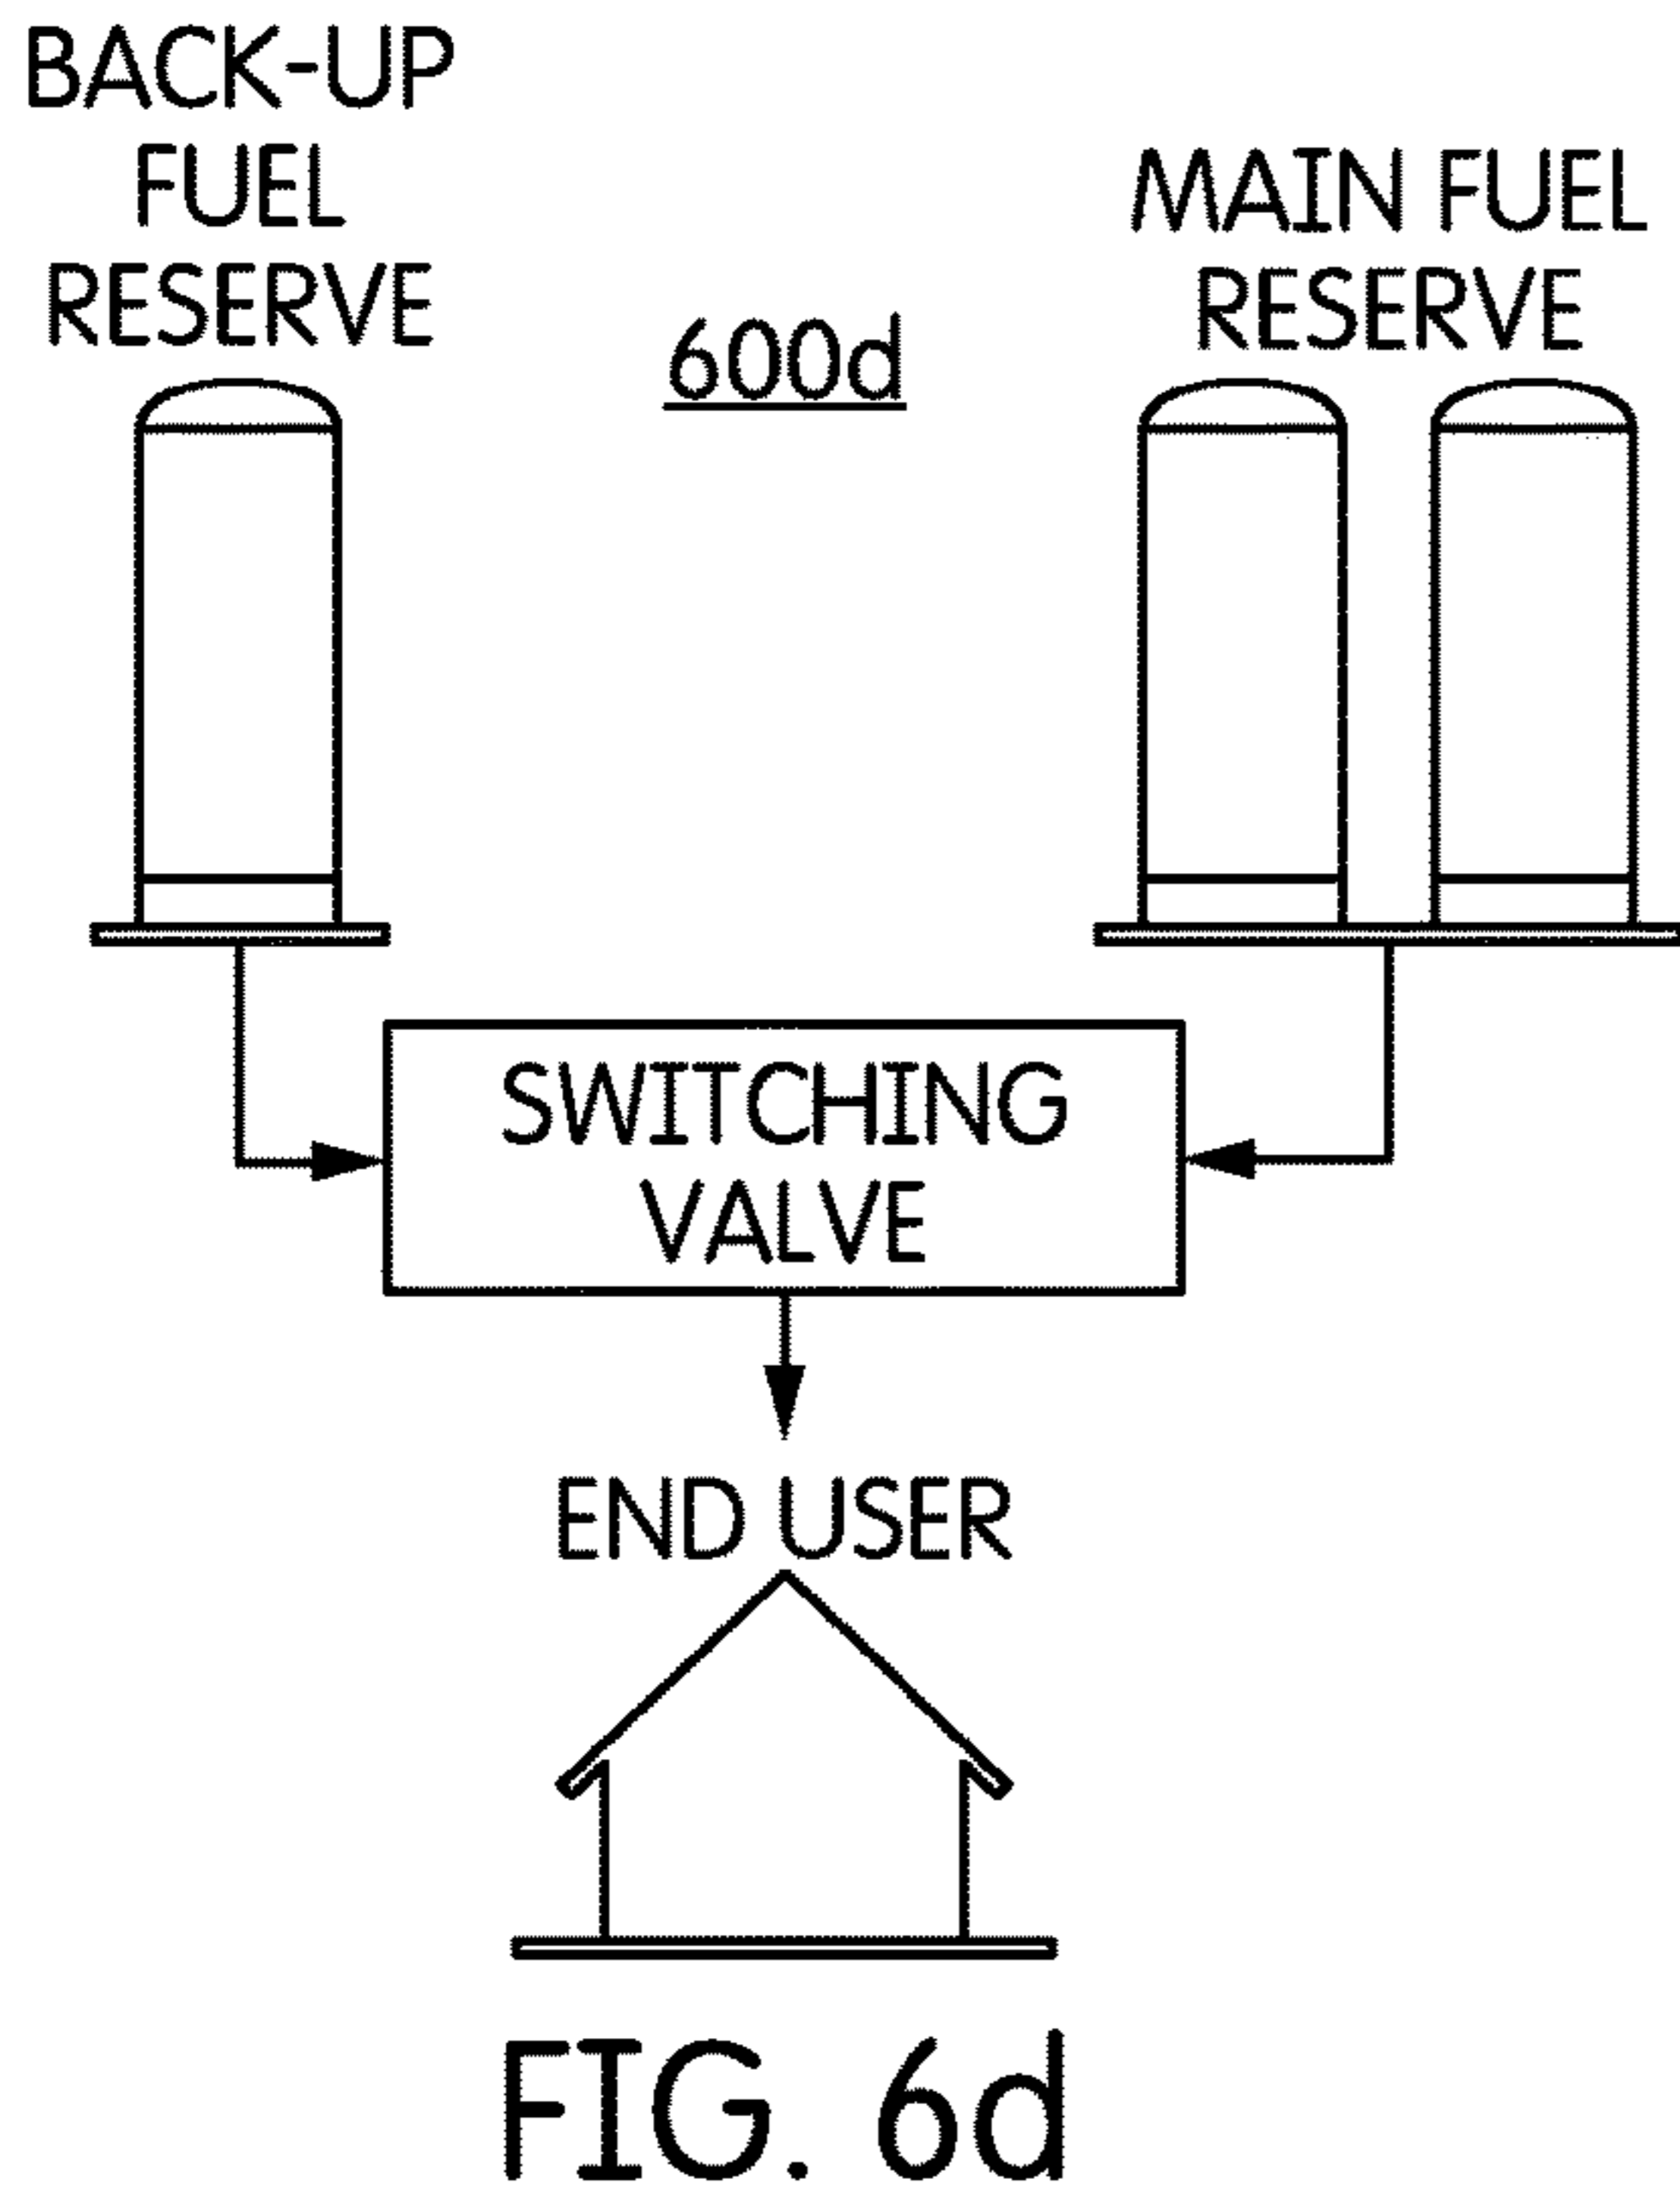 BACK-UP
FUEL
RESERVE
MAIN FUEL
RESERVE
600d
SWITCHING
VALVE
END USER
FIG. 6d